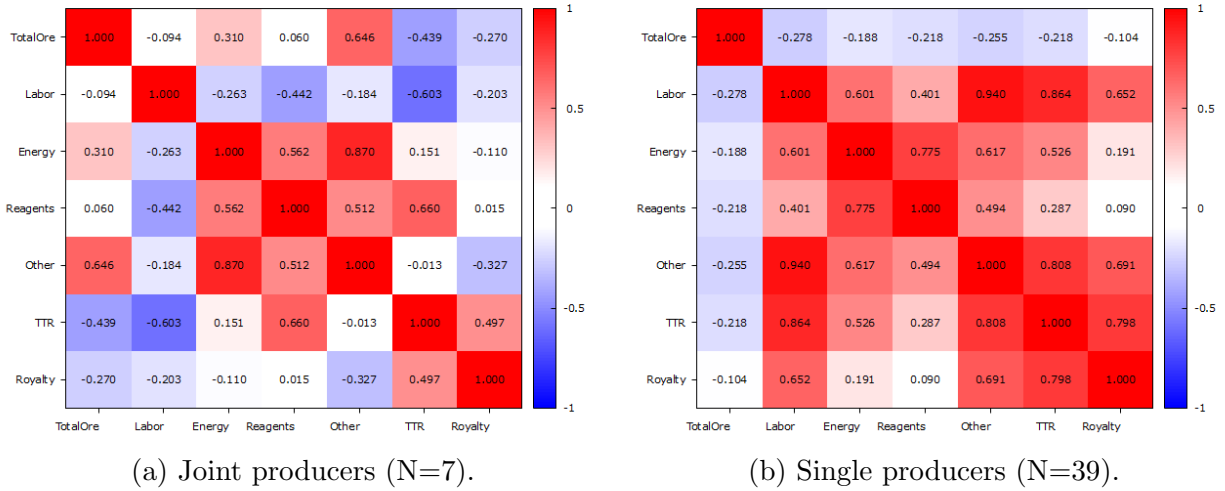 TotalOre 1.000 -0.094 0.310 0.060 0.646 -0.439 -0.270
Labor -0.094 1.000 -0.263 -0.442 -0.184 -0.603 -0.203
Energy 0.310 -0.263 1.000 0.562 0.870 0.151 -0.110
Reagents 0.060 -0.442 0.562 1.000 0.512 0.660 0.015
Other 0.646 -0.184 0.870 0.512 1.000 -0.013 -0.327
TTR -0.439 -0.603 0.151 0.660 -0.013 1.000 0.497
Royalty -0.270 -0.203 -0.110 0.015 -0.327 0.497 1.000
TotalOre Labor Energy Reagents Other TTR Royalty
1
0.5
0
-0.5
-1
(a) Joint producers (N=7).
TotalOre 1.000 -0.278 -0.188 -0.218 -0.255 -0.218 -0.104
Labor -0.278 1.000 0.601 0.401 0.940 0.864 0.652
Energy -0.188 0.601 1.000 0.775 0.617 0.526 0.191
Reagents -0.218 0.401 0.775 1.000 0.494 0.287 0.090
Other -0.255 0.940 0.617 0.494 1.000 0.808 0.691
TTR -0.218 0.864 0.526 0.287 0.808 1.000 0.798
Royalty -0.104 0.652 0.191 0.090 0.691 0.798 1.000
TotalOre Labor Energy Reagents Other TTR Royalty
1
0.5
0
-0.5
-1
(b) Single producers (N=39).